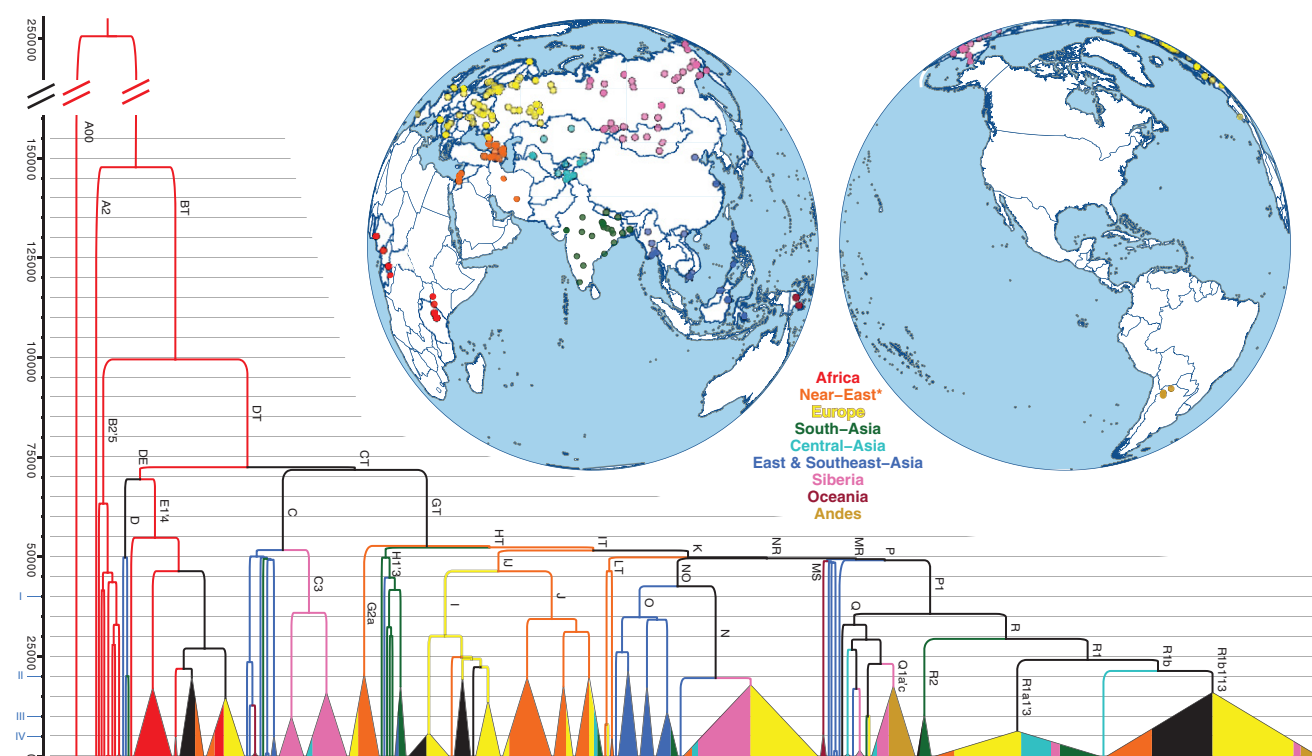 250000
A00
150000
A2
BT
125000
100000
Africa
Near-East*
Europe
South-Asia
Central-Asia
East & Southeast-Asia
Siberia
Oceania
Andes
DT
B2'5
75000
DE
CT
E1'4
D
C
GT
HT
IT
K
NR
MR
P
50000
H1'3
IJ
LT
NO
MS
I
C3
G2a
I
J
O
N
P1
Q
R
25000
R1
R1b
R1b1'13
II
Q1a'c
R2
R1a1'3
III
IV
0